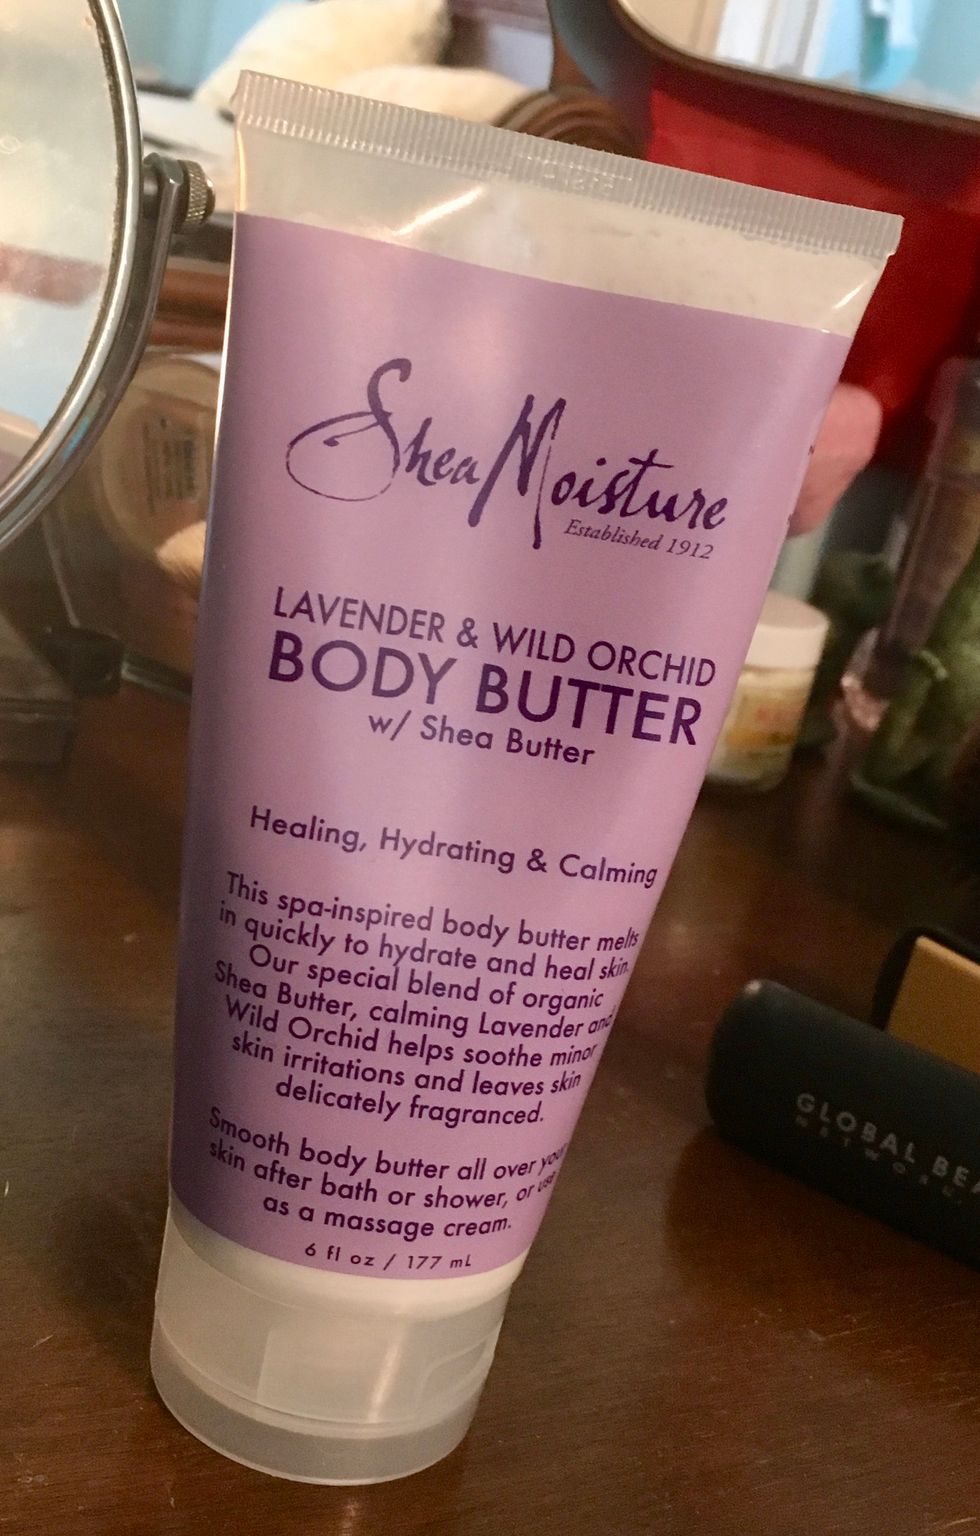 SheaMoisture
Established 1912
LAVENDER & WILD ORCHID
BODY BUTTER
w/ Shea Butter
Healing, Hydrating & Calming
This spa-inspired body butter melts
in quickly to hydrate and heal skin.
Our special blend of organic
Shea Butter, calming Lavender and
Wild Orchid helps soothe minor
skin irritations and leaves skin
delicately fragranced.
Smooth body butter all over your
skin after bath or shower, or use
as a massage cream.
6 fl oz / 177 mL
GLOBAL BEA
NETWORK